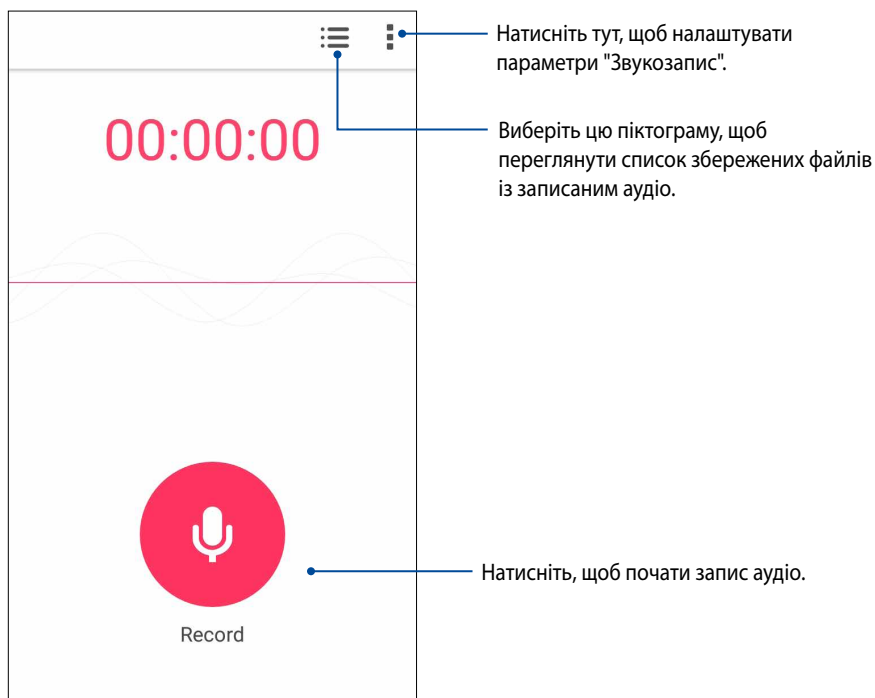 Натисніть тут, щоб налаштувати
параметри "Звукозапис".
00:00:00
Виберіть цю піктограму, щоб
переглянути список збережених файлів
із записаним аудіо.
Натисніть, щоб почати запис аудіо.
Record